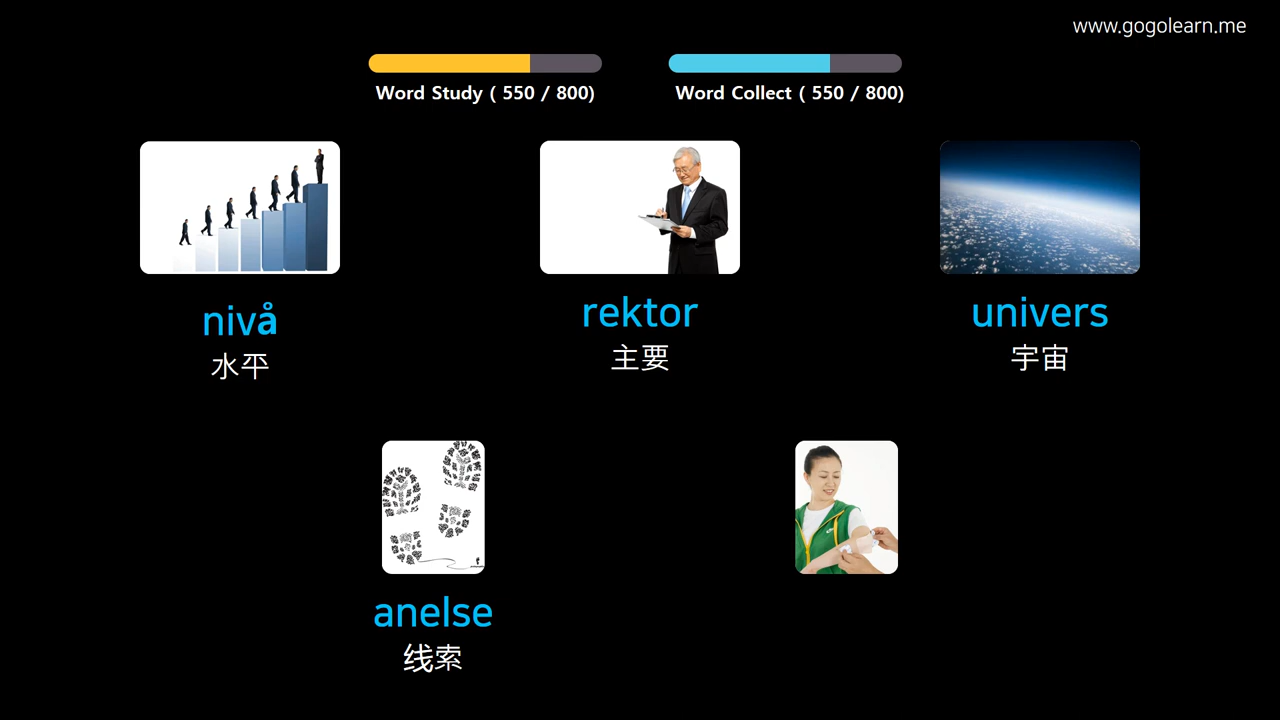 www.gogolearn.me
Word Study ( 550 / 800)
Word Collect ( 550 / 800)
nivå
水平
rektor
主要
univers
宇宙
anelse
线索